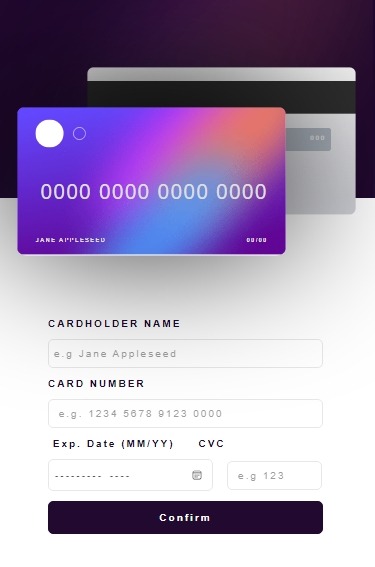 000
0000 0000 0000 0000
JANE APPLESEED 00/00
CARDHOLDER NAME
e.g Jane Appleseed
CARD NUMBER
e.g. 1234 5678 9123 0000
Exp. Date (MM/YY) CVC
--------- ---- e.g 123
Confirm